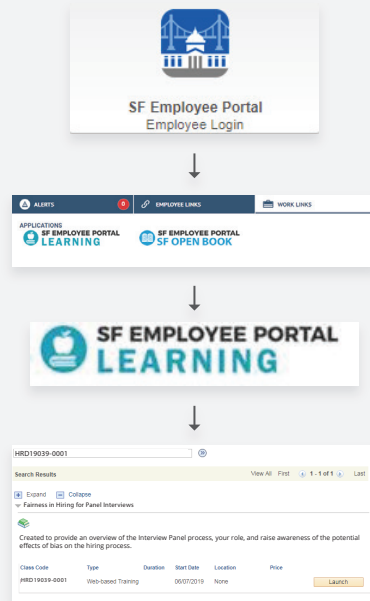 SF Employee Portal
Employee Login
ALERTS 0 EMPLOYEE LINKS WORK LINKS
APPLICATIONS
SF EMPLOYEE PORTAL
LEARNING
SF EMPLOYEE PORTAL
SF OPEN BOOK
SF EMPLOYEE PORTAL
LEARNING
HRD19039-0001
Search Results View All First 1 - 1 of 1 Last
Expand Collapse
Fairness in Hiring for Panel Interviews
Created to provide an overview of the Interview Panel process, your role, and raise awareness of the potential
effects of bias on the hiring process.
Class Code Type Duration Start Date Location Price
HRD19039-0001 Web-based Training 06/07/2019 None Launch